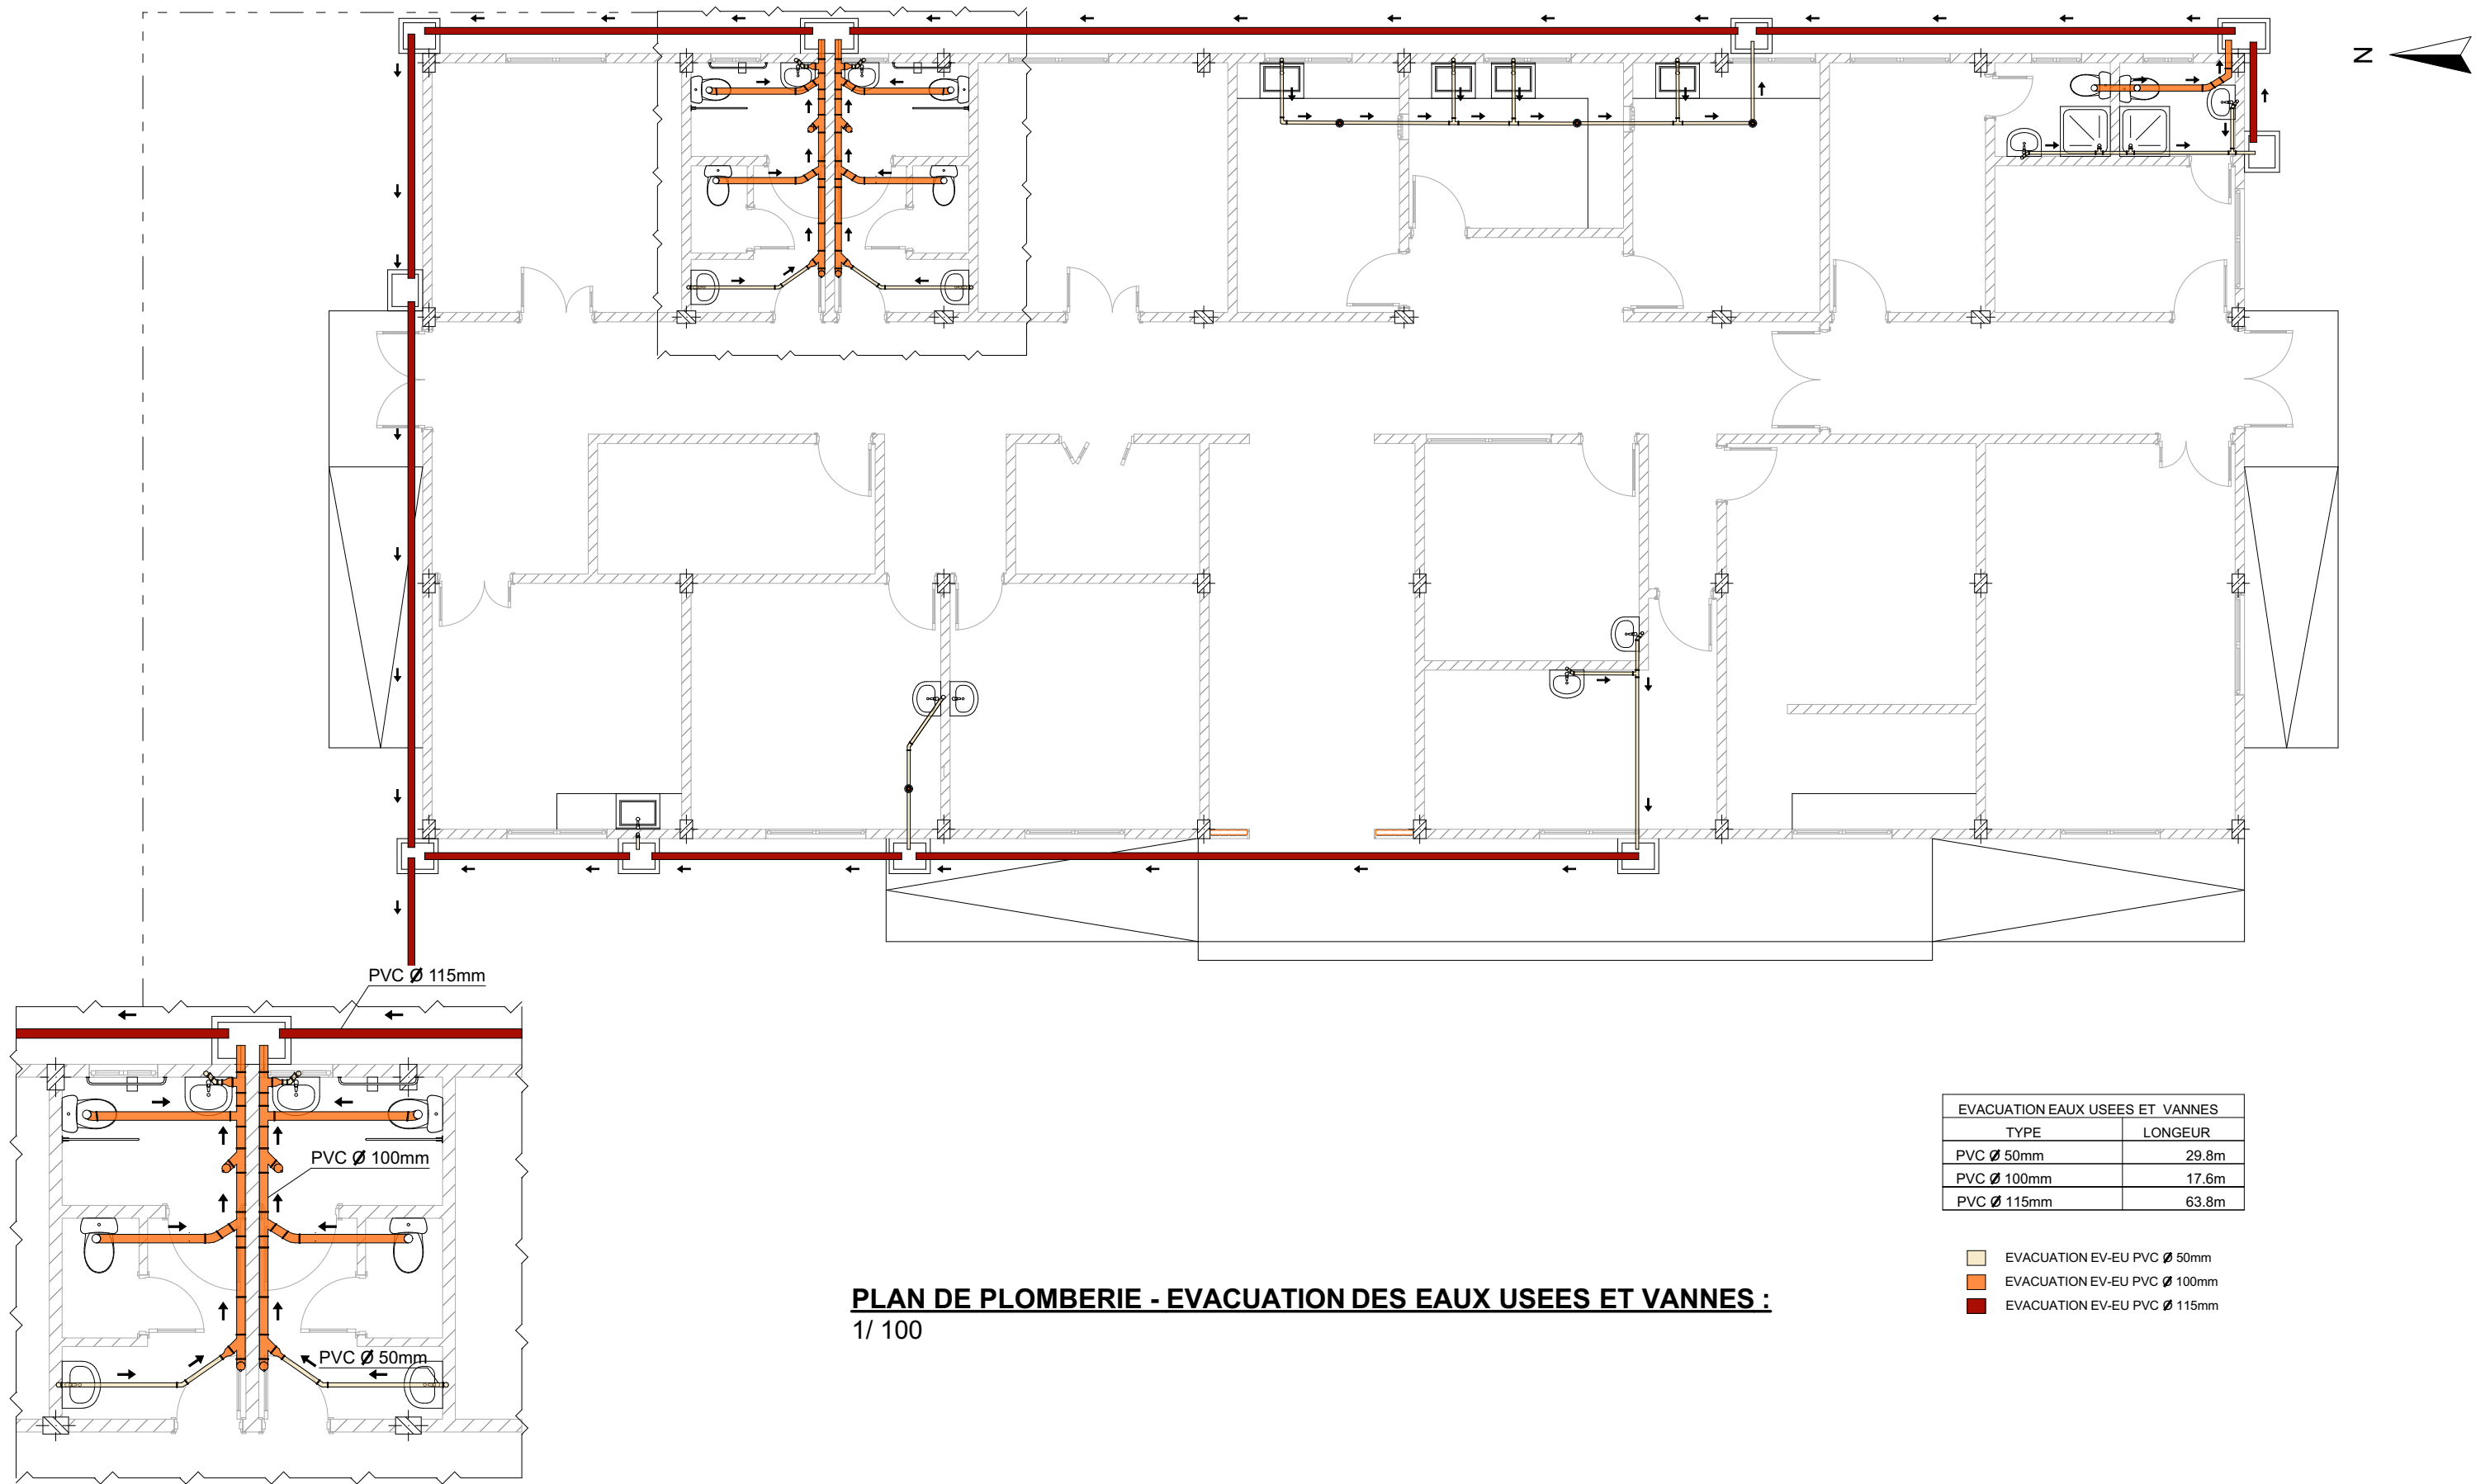 N
PVC Ø 115mm
PVC Ø 100mm
PVC Ø 50mm
EVACUATION EAUX USEES ET VANNES
TYPE LONGEUR
PVC Ø 50mm 29.8m
PVC Ø 100mm 17.6m
PVC Ø 115mm 63.8m
EVACUATION EV-EU PVC Ø 50mm
EVACUATION EV-EU PVC Ø 100mm
EVACUATION EV-EU PVC Ø 115mm
PLAN DE PLOMBERIE - EVACUATION DES EAUX USEES ET VANNES :
1/ 100